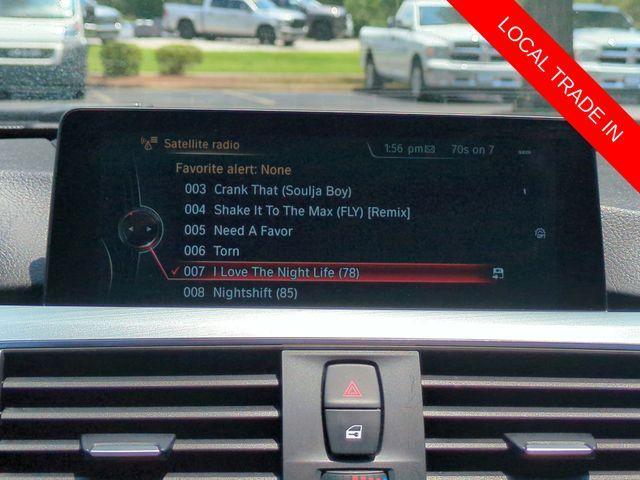 LOCAL TRADE IN
Satellite radio
1:56 pm
70s on 7
Favorite alert: None
003 Crank That (Soulja Boy)
004 Shake It To The Max (FLY) [Remix]
005 Need A Favor
006 Torn
007 I Love The Night Life (78)
008 Nightshift (85)